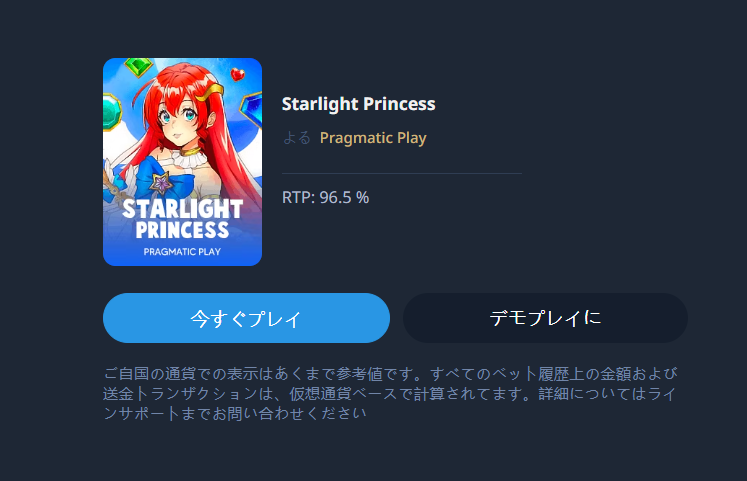 STARLIGHT
PRINCESS
PRAGMATIC PLAY
Starlight Princess
よる Pragmatic Play
RTP: 96.5 %
今すぐプレイ
デモプレイに
ご自国の通貨での表示はあくまで参考値です。すべてのベット履歴上の金額および
送金トランザクションは、仮想通貨ベースで計算されてます。詳細についてはライ
ンサポートまでお問い合わせください